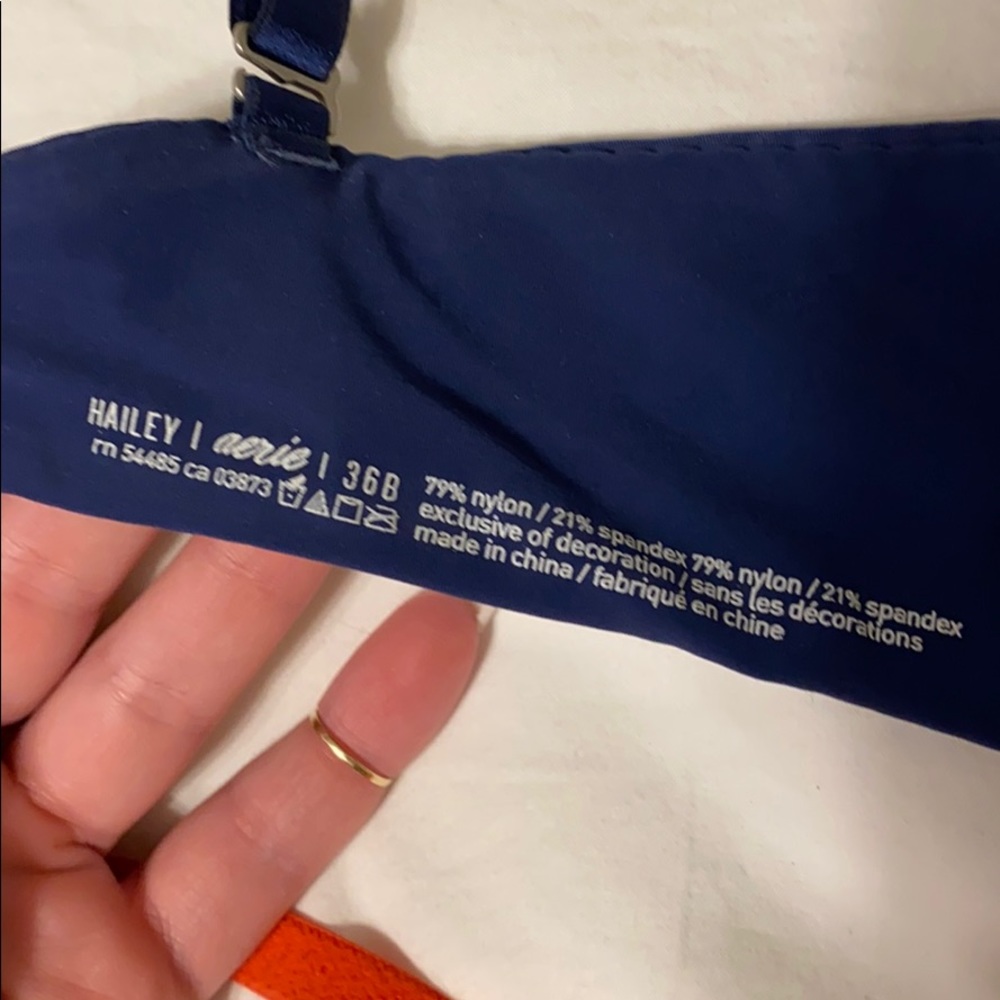 HAILEY | aerie | 36B
rn 54485 ca 03873
79% nylon / 21% spandex 79% nylon / 21% spandex
exclusive of decoration / sans les décorations
made in china / fabriqué en chine